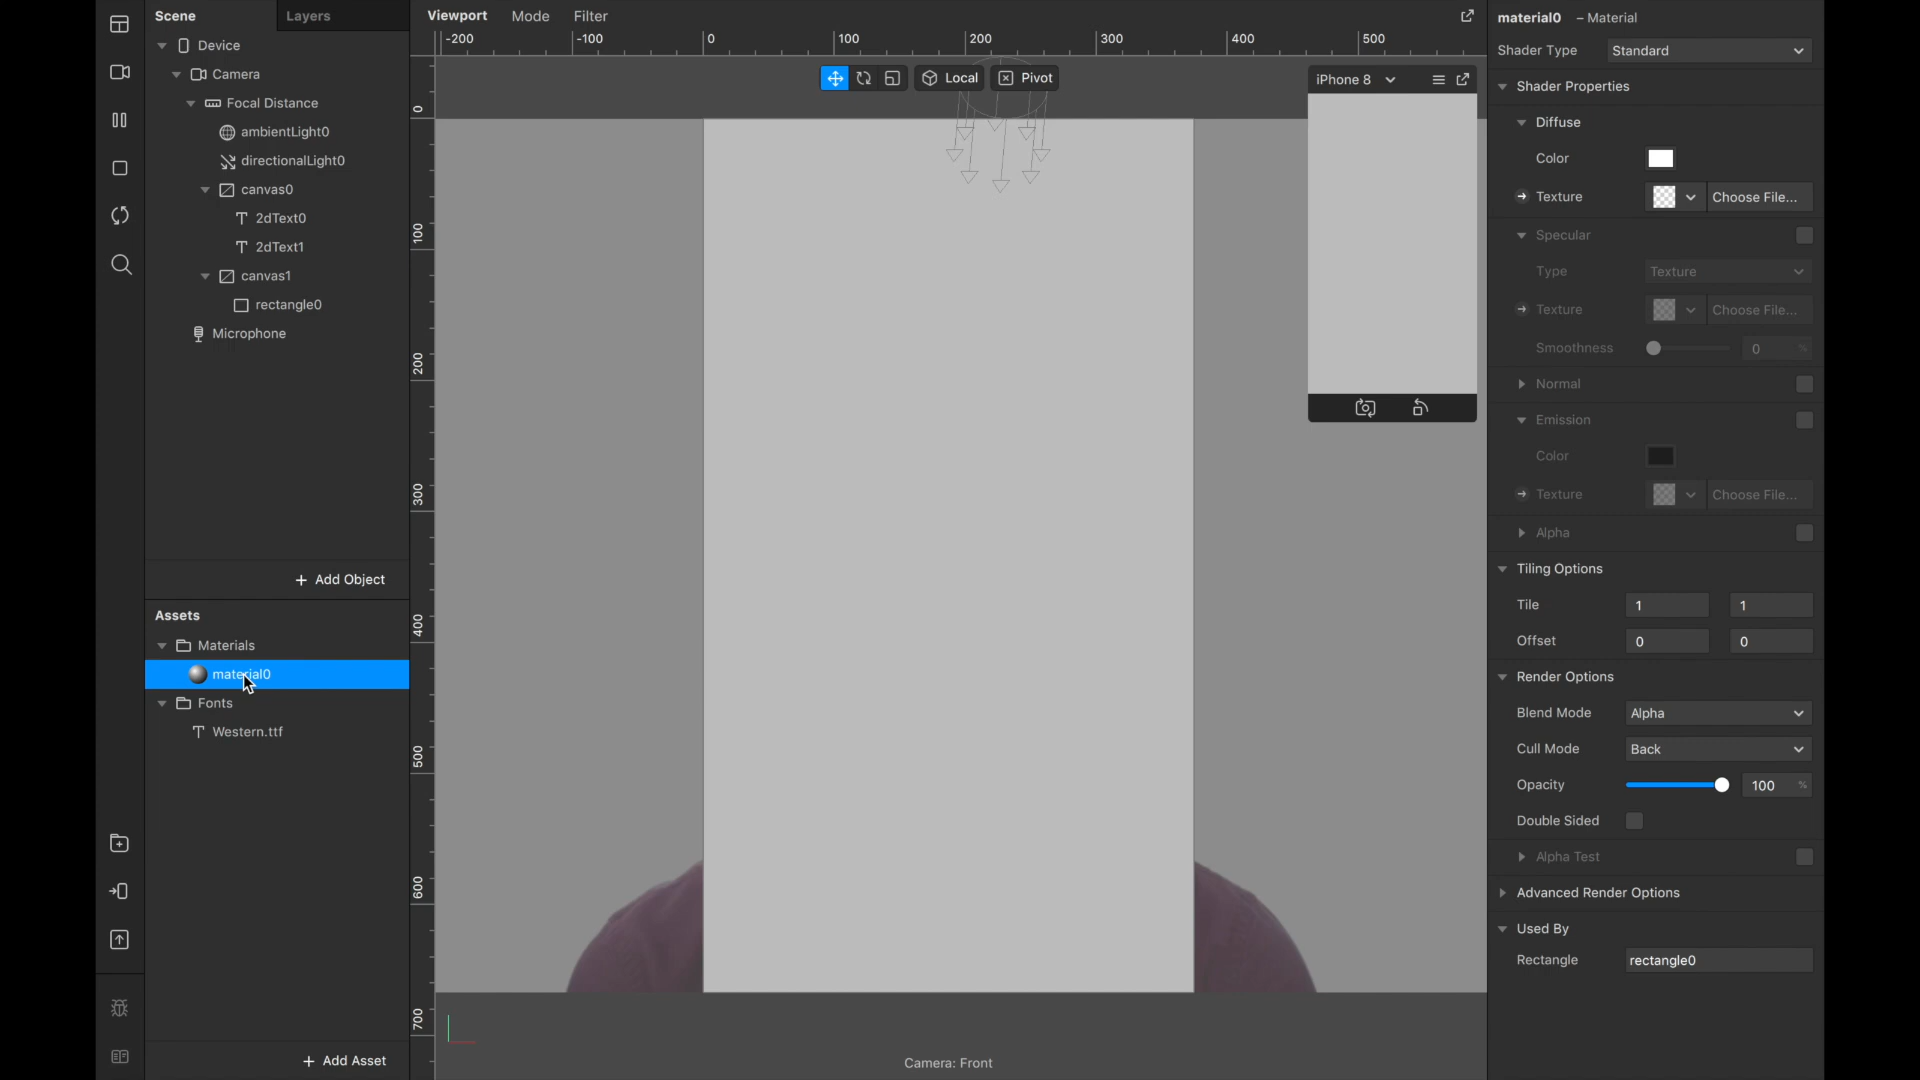 Scene
Layers
Device
Camera
Focal Distance
ambientLight0
directionalLight0
canvas0
2dText0
2dText1
canvas1
rectangle0
Microphone
+ Add Object
Assets
Materials
material0
Fonts
Western.ttf
+ Add Asset
Viewport Mode Filter
-200 -100 0 100 200 300 400 500
Local Pivot
iPhone 8
0
100
200
300
400
500
600
700
Camera: Front
material0 – Material
Shader Type Standard
Shader Properties
Diffuse
Color
Texture Choose File...
Specular
Type Texture
Texture Choose File...
Smoothness 0 %
Normal
Emission
Color
Texture Choose File...
Alpha
Tiling Options
Tile 1 1
Offset 0 0
Render Options
Blend Mode Alpha
Cull Mode Back
Opacity 100 %
Double Sided
Alpha Test
Advanced Render Options
Used By
Rectangle rectangle0